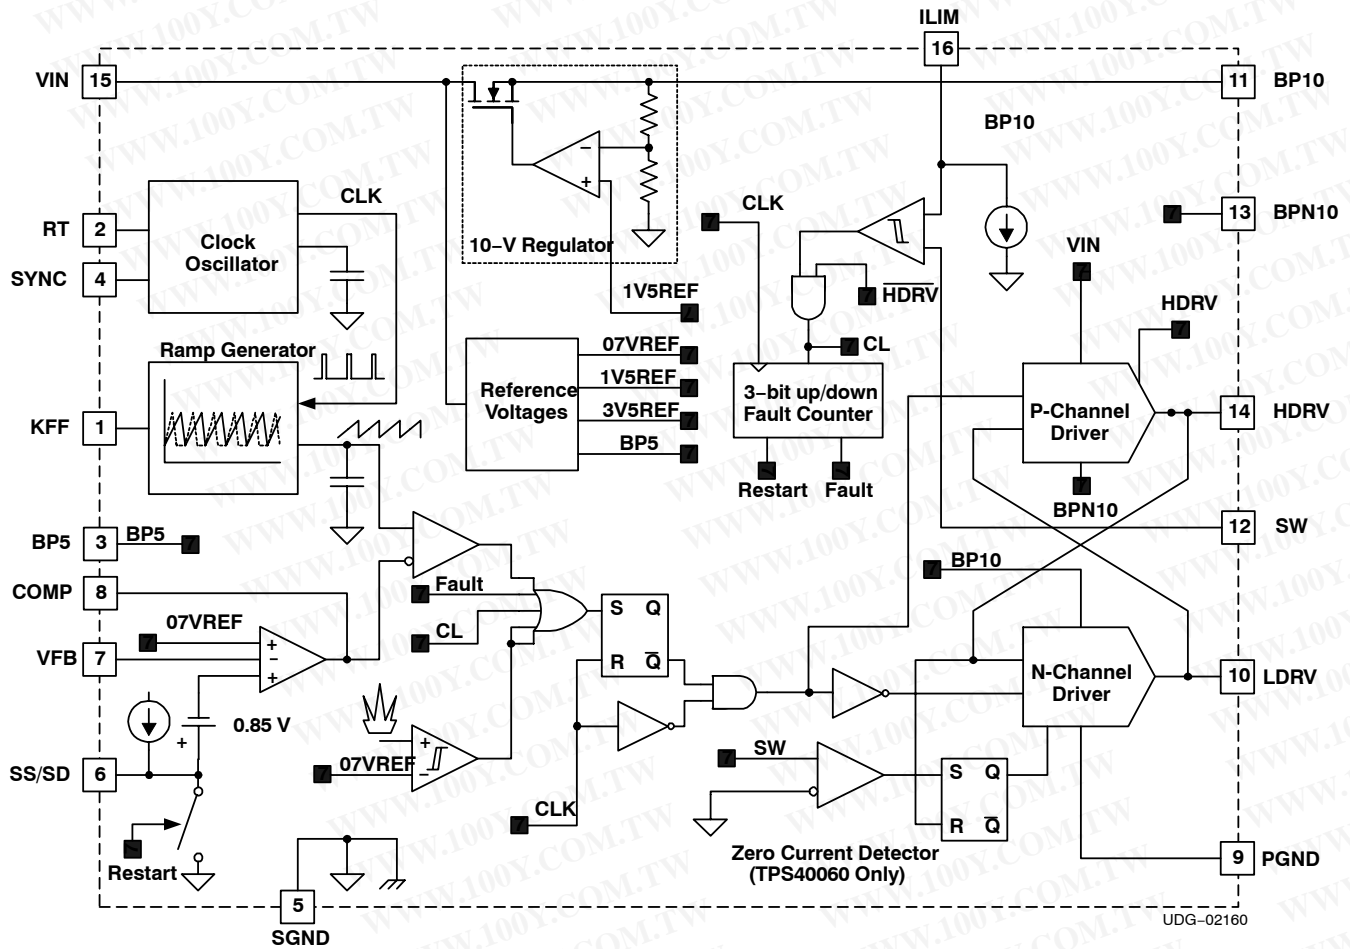 ILIM
16
VIN
15
11
BP10
BP10
CLK
CLK
RT
2
Clock
Oscillator
10–V Regulator
13
BPN10
VIN
SYNC
4
1V5REF
HDRV
HDRV
Ramp Generator
07VREF
CL
Reference
Voltages
1V5REF
3–bit up/down
Fault Counter
P-Channel
Driver
KFF
1
3V5REF
14
HDRV
BP5
Restart
Fault
BPN10
12
SW
BP5
3
BP5
BP10
COMP
8
Fault
S
Q
R
Q
07VREF
CL
VFB
7
N-Channel
Driver
10
LDRV
0.85 V
SS/SD
6
07VREF
SW
S
Q
R
Q
CLK
Zero Current Detector
(TPS40060 Only)
9
PGND
Restart
5
SGND
UDG–02160
WWW.100Y.COM.TW